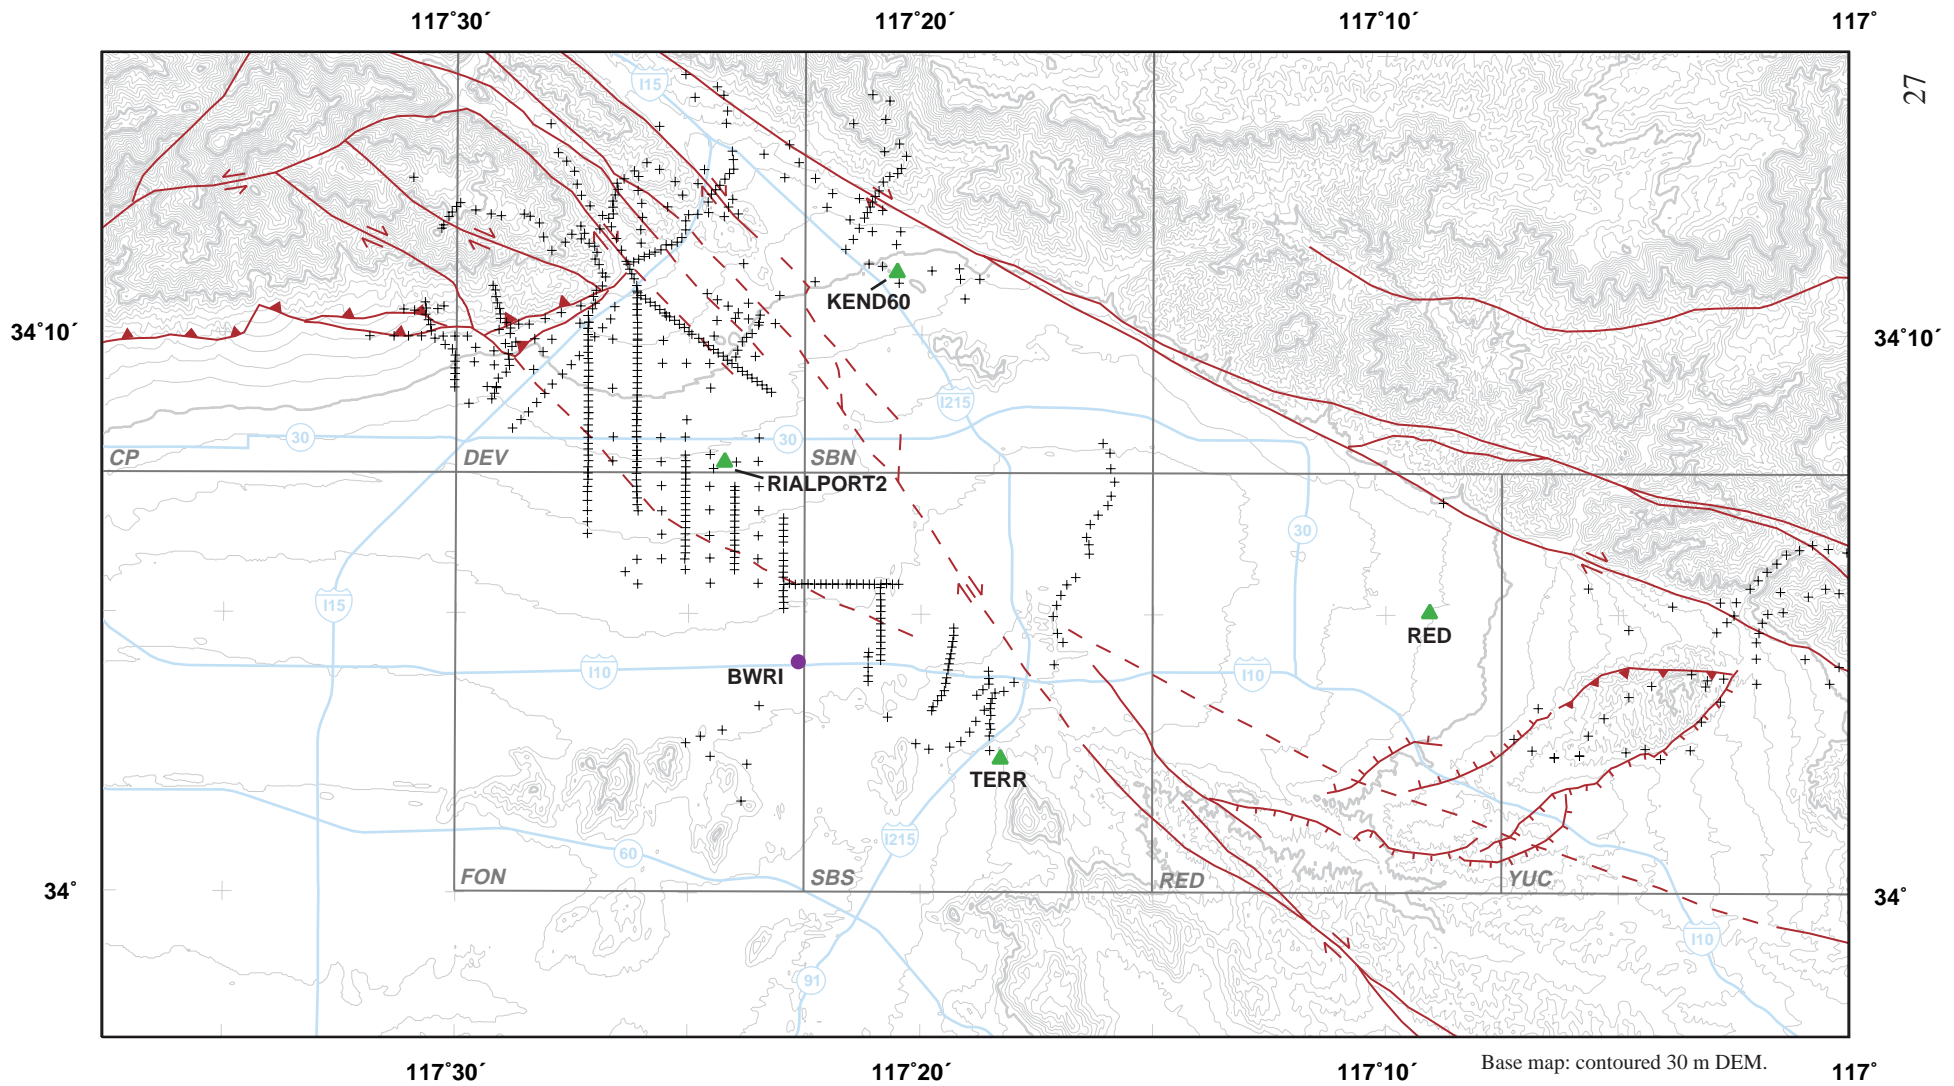 117˚30´ 117˚20´ 117˚10´ 117˚
27
I15
KEND60
34˚10´ 34˚10´
I215
30 30
CP DEV SBN
RIALPORT2
30
I15
RED
BWRI I10 I10
TERR
I215
60
FON SBS RED YUC
34˚ 34˚
I10
91
Base map: contoured 30 m DEM.
117˚30´ 117˚20´ 117˚10´ 117˚